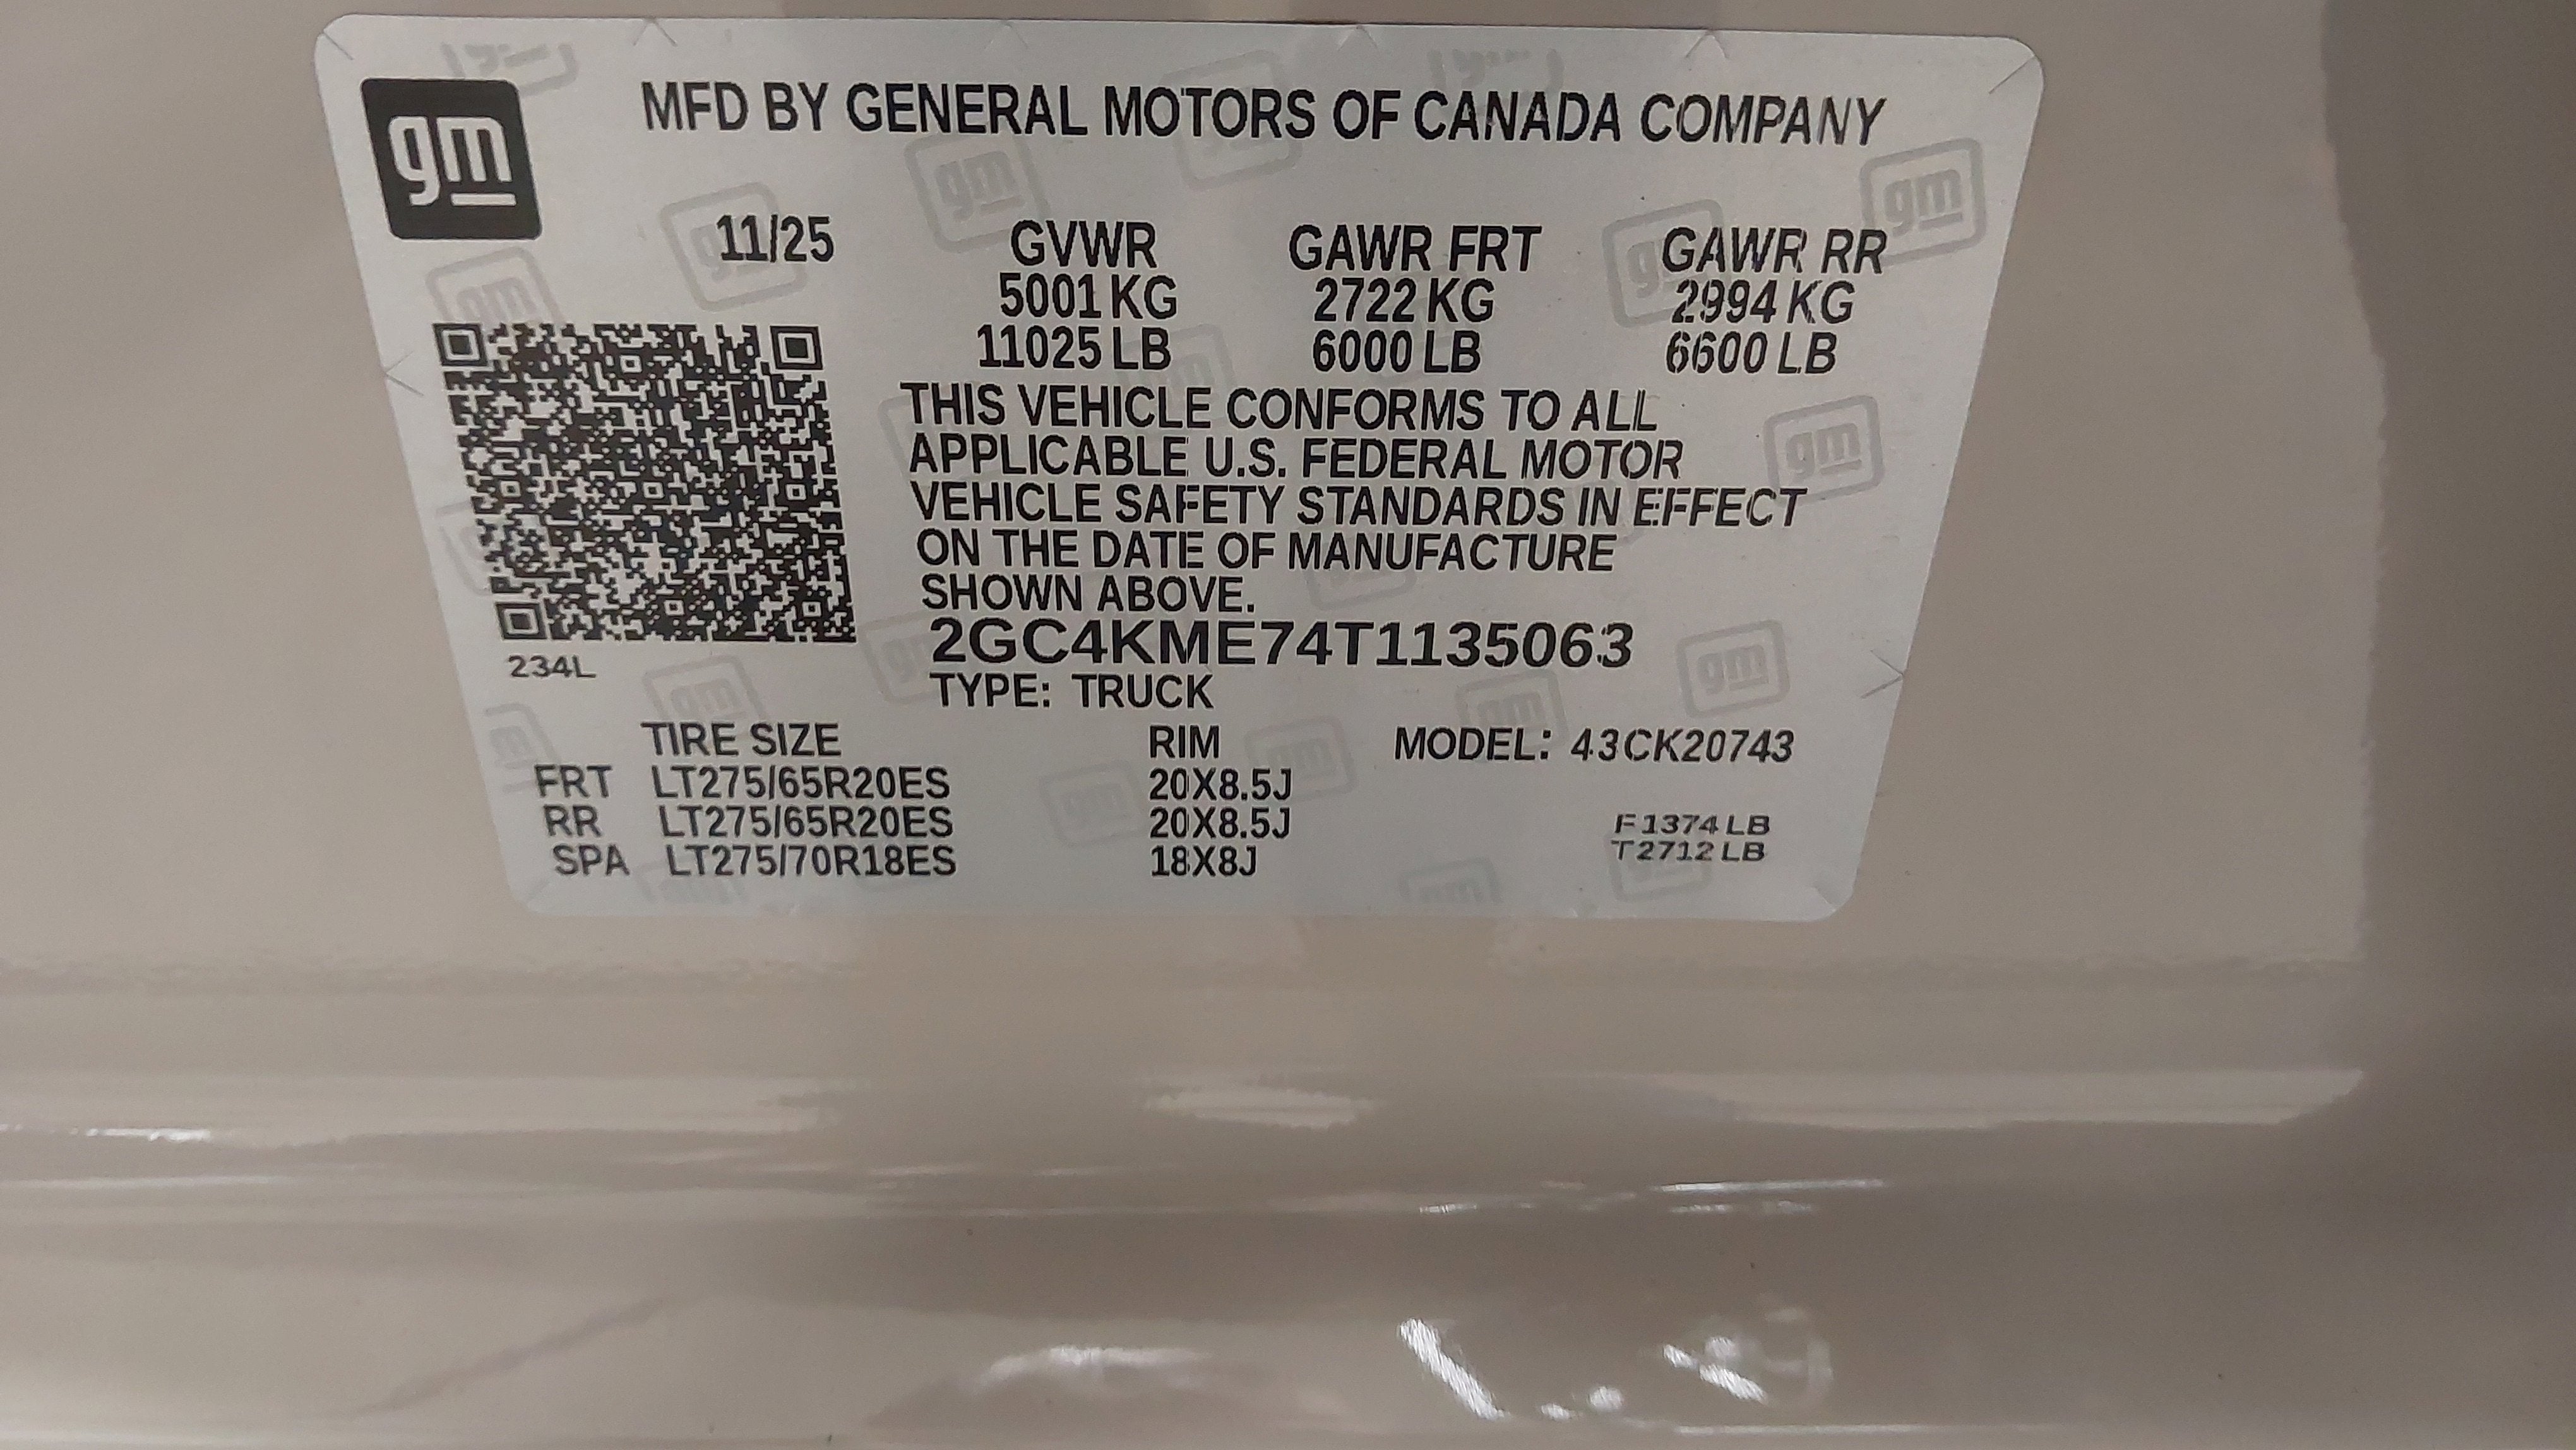 gm
MFD BY GENERAL MOTORS OF CANADA COMPANY
11/25 GVWR GAWR FRT GAWR RR
5001 KG 2722 KG 2994 KG
11025 LB 6000 LB 6600 LB
THIS VEHICLE CONFORMS TO ALL
APPLICABLE U.S. FEDERAL MOTOR
VEHICLE SAFETY STANDARDS IN EFFECT
ON THE DATE OF MANUFACTURE
SHOWN ABOVE.
2GC4KME74T1135063
234L
TYPE: TRUCK
TIRE SIZE RIM MODEL: 43CK20743
FRT LT275/65R20ES 20X8.5J
RR LT275/65R20ES 20X8.5J
SPA LT275/70R18ES 18X8J
F1374 LB
T2712 LB